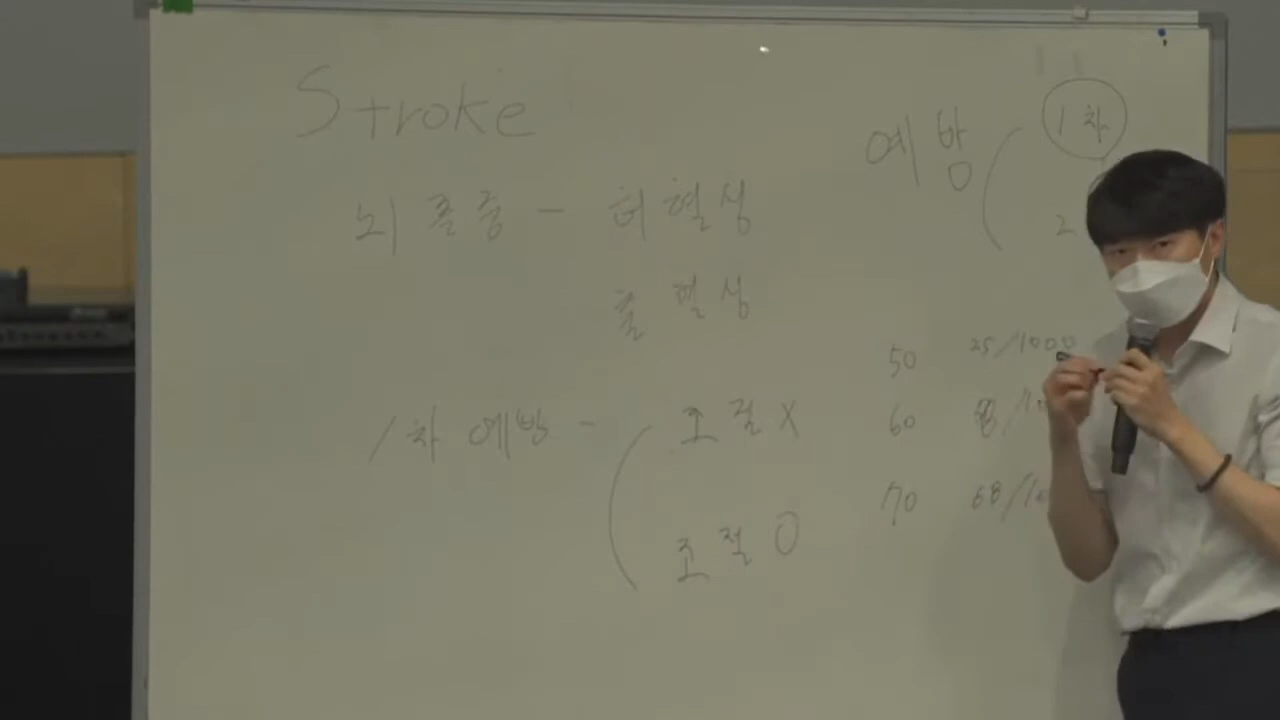 Stroke
예방 ( 1차
2
뇌졸중 - 허혈성
출혈성
50 25/1000
60
1차 예방 - ( 조절 X
70 68/10
조절 O